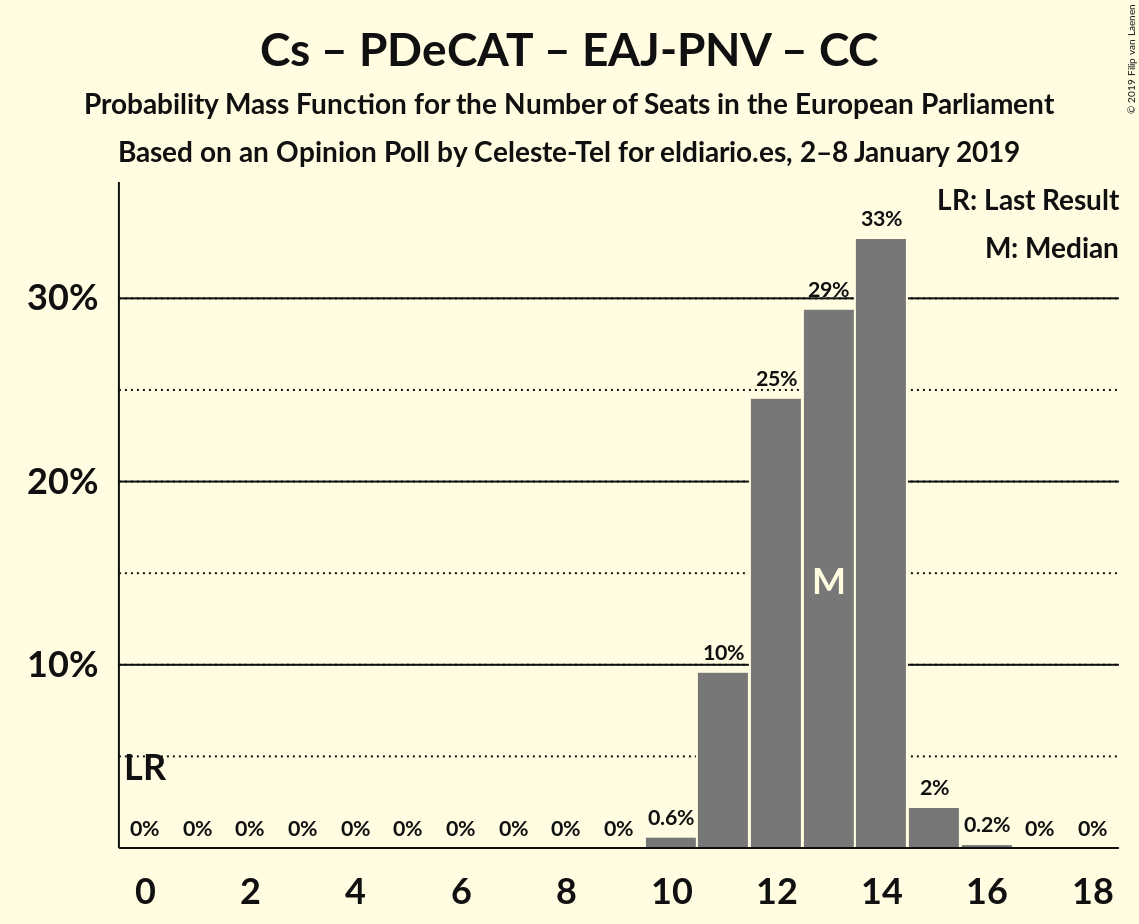 Cs – PDeCAT – EAJ-PNV – CC
Probability Mass Function for the Number of Seats in the European Parliament
Based on an Opinion Poll by Celeste-Tel for eldiario.es, 2–8 January 2019
© 2019 Filip van Laenen
LR: Last Result
M: Median
33%
30%
29%
25%
20%
M
10%
10%
LR
0% 0% 0% 0% 0% 0% 0% 0% 0% 0% 0.6% 2% 0.2% 0% 0%
0 2 4 6 8 10 12 14 16 18